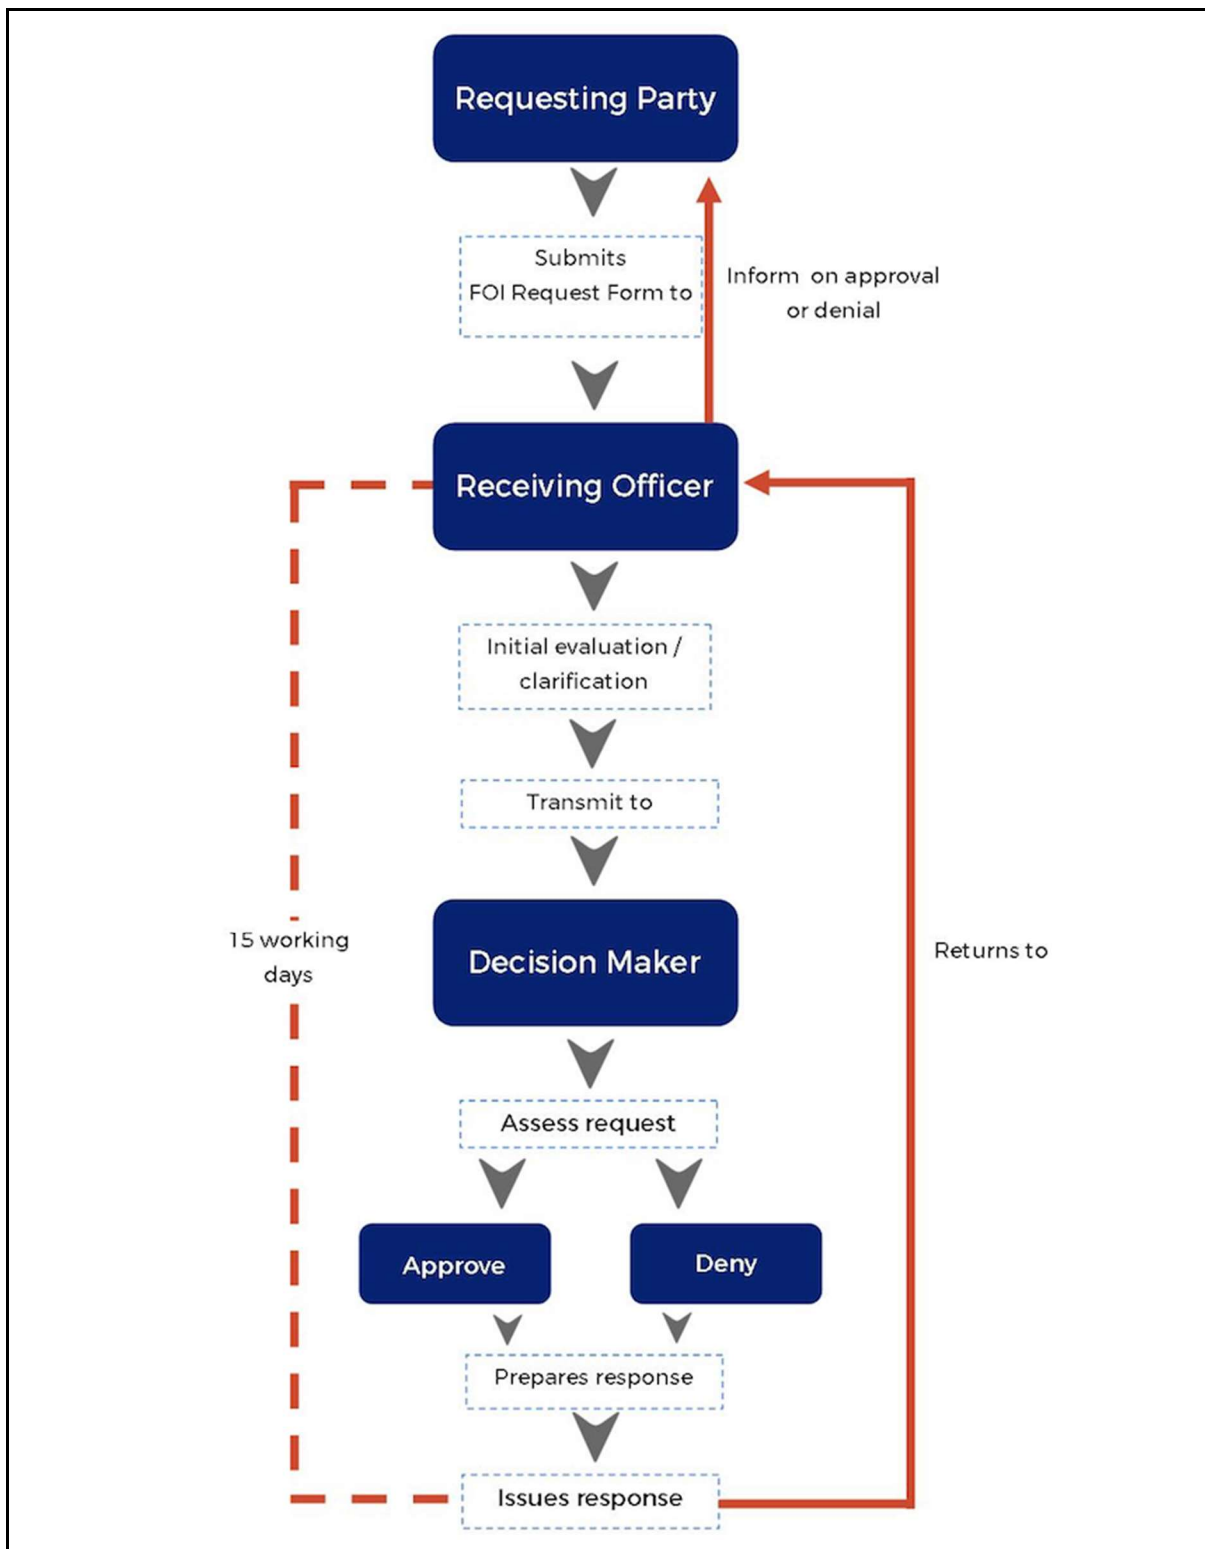 Requesting Party
Submits
FOI Request Form to
Inform on approval
or denial
Receiving Officer
Initial evaluation /
clarification
Transmit to
15 working
days
Decision Maker
Returns to
Assess request
Approve
Deny
Prepares response
Issues response